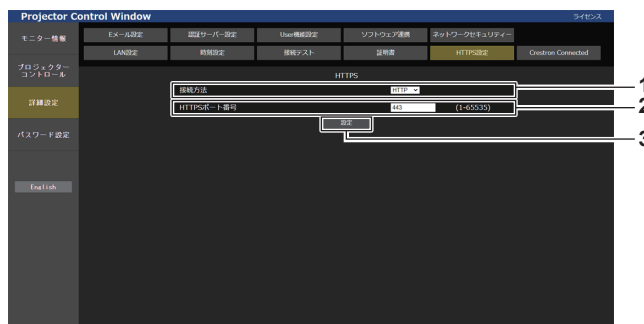 Projector Control Window
ライセンス
モニター情報
Eメール設定
認証サーバー設定
User機能設定
ソフトウェア連携
ネットワークセキュリティー
LAN設定
時刻設定
接続テスト
証明書
HTTPS設定
Crestron Connected
プロジェクター
コントロール
HTTPS
接続方法 HTTP
1
詳細設定
HTTPSポート番号 443 (1-65535)
2
設定
3
パスワード設定
English